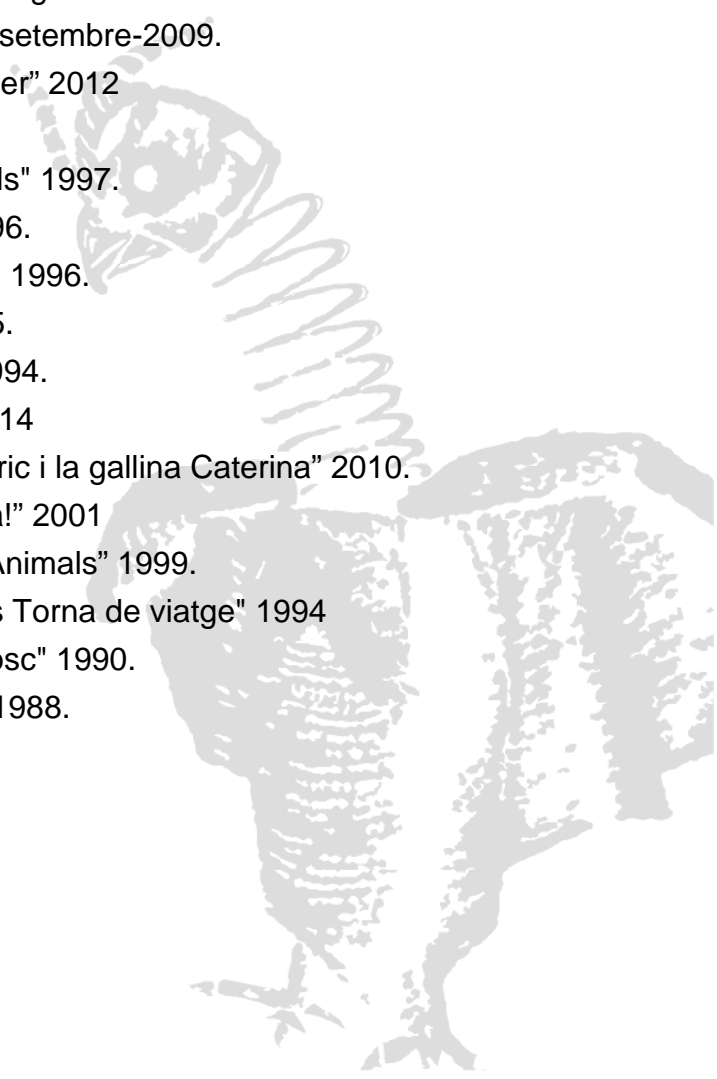 setembre-2009.
er” 2012
ls" 1997.
96.
1996.
5.
994.
14
ric i la gallina Caterina” 2010.
a!” 2001
Animals” 1999.
s Torna de viatge" 1994
osc" 1990.
1988.